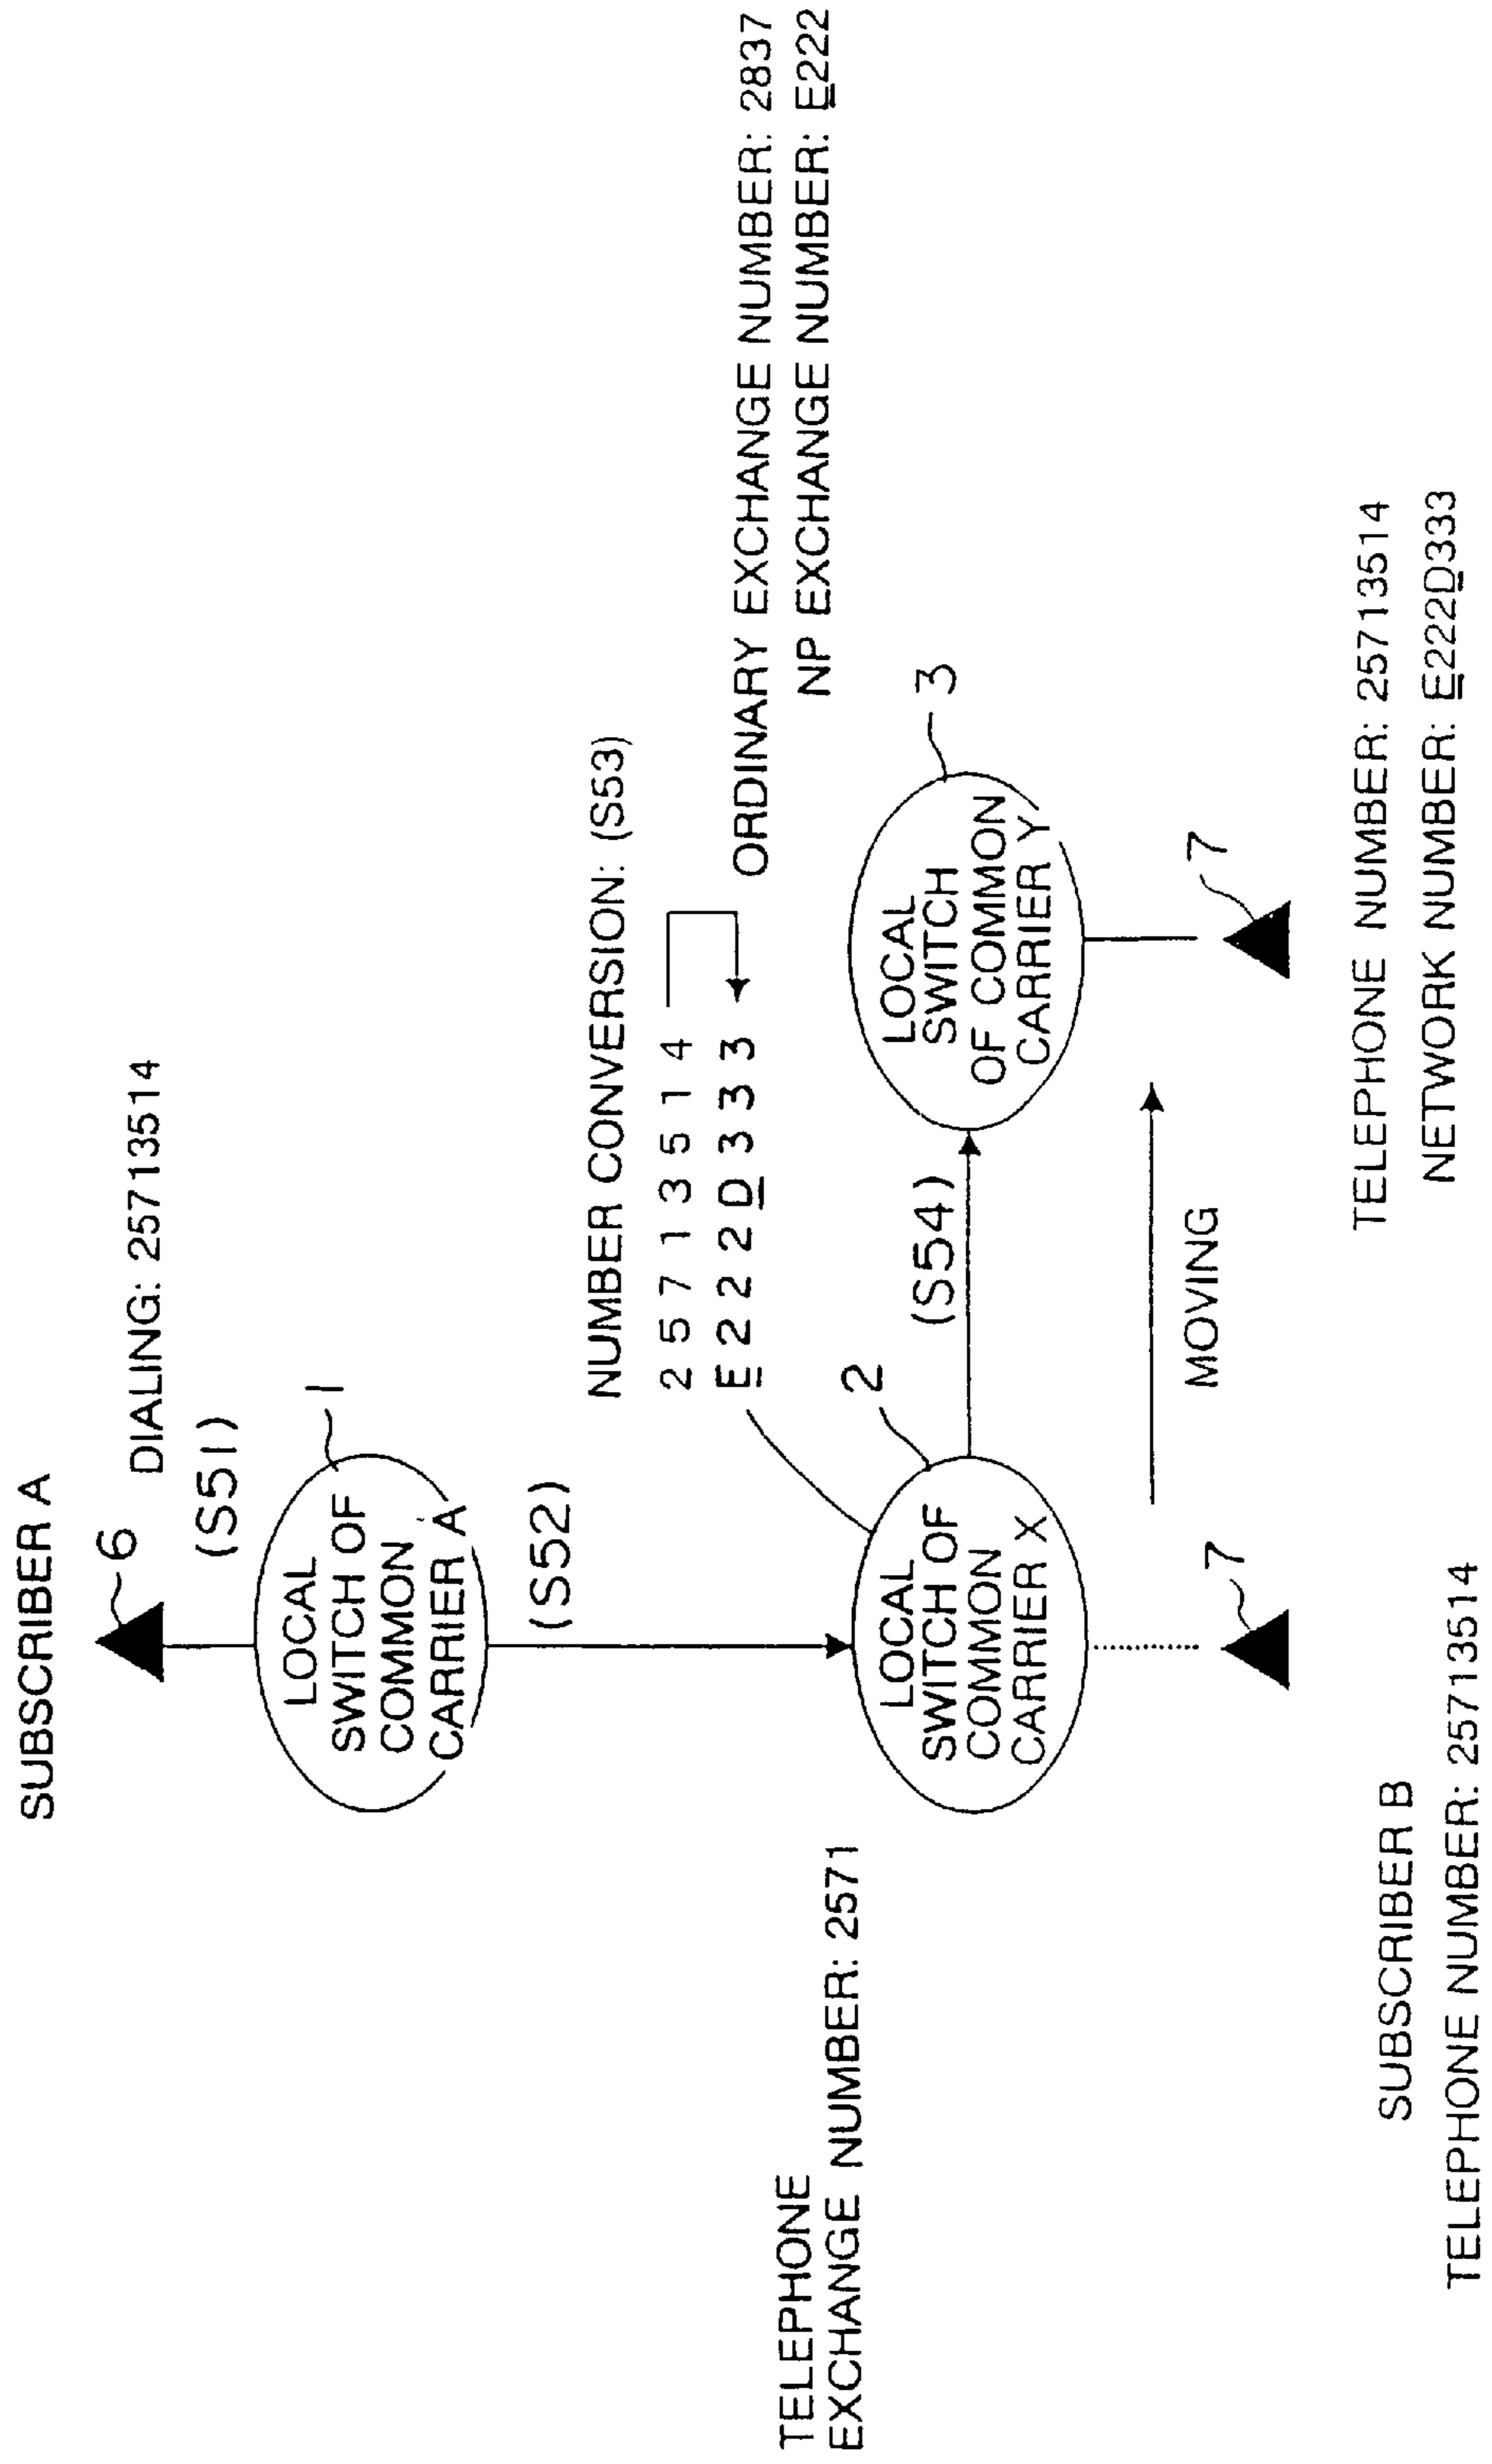 SUBSCRIBER A
6
DIALING: 25713514
(S51)
1
LOCAL
SWITCH OF
COMMON
CARRIER A
(S52)
NUMBER CONVERSION: (S53)
2 5 7 1 3 5 1 4
E 2 2 2 D 3 3 3
ORDINARY EXCHANGE NUMBER: 2837
NP EXCHANGE NUMBER: E222
TELEPHONE
EXCHANGE NUMBER: 2571
2
LOCAL
SWITCH OF
COMMON
CARRIER X
(S54)
3
LOCAL
SWITCH
OF COMMON
CARRIER Y
MOVING
7
7
SUBSCRIBER B
TELEPHONE NUMBER: 25713514
TELEPHONE NUMBER: 25713514
NETWORK NUMBER: E222D333